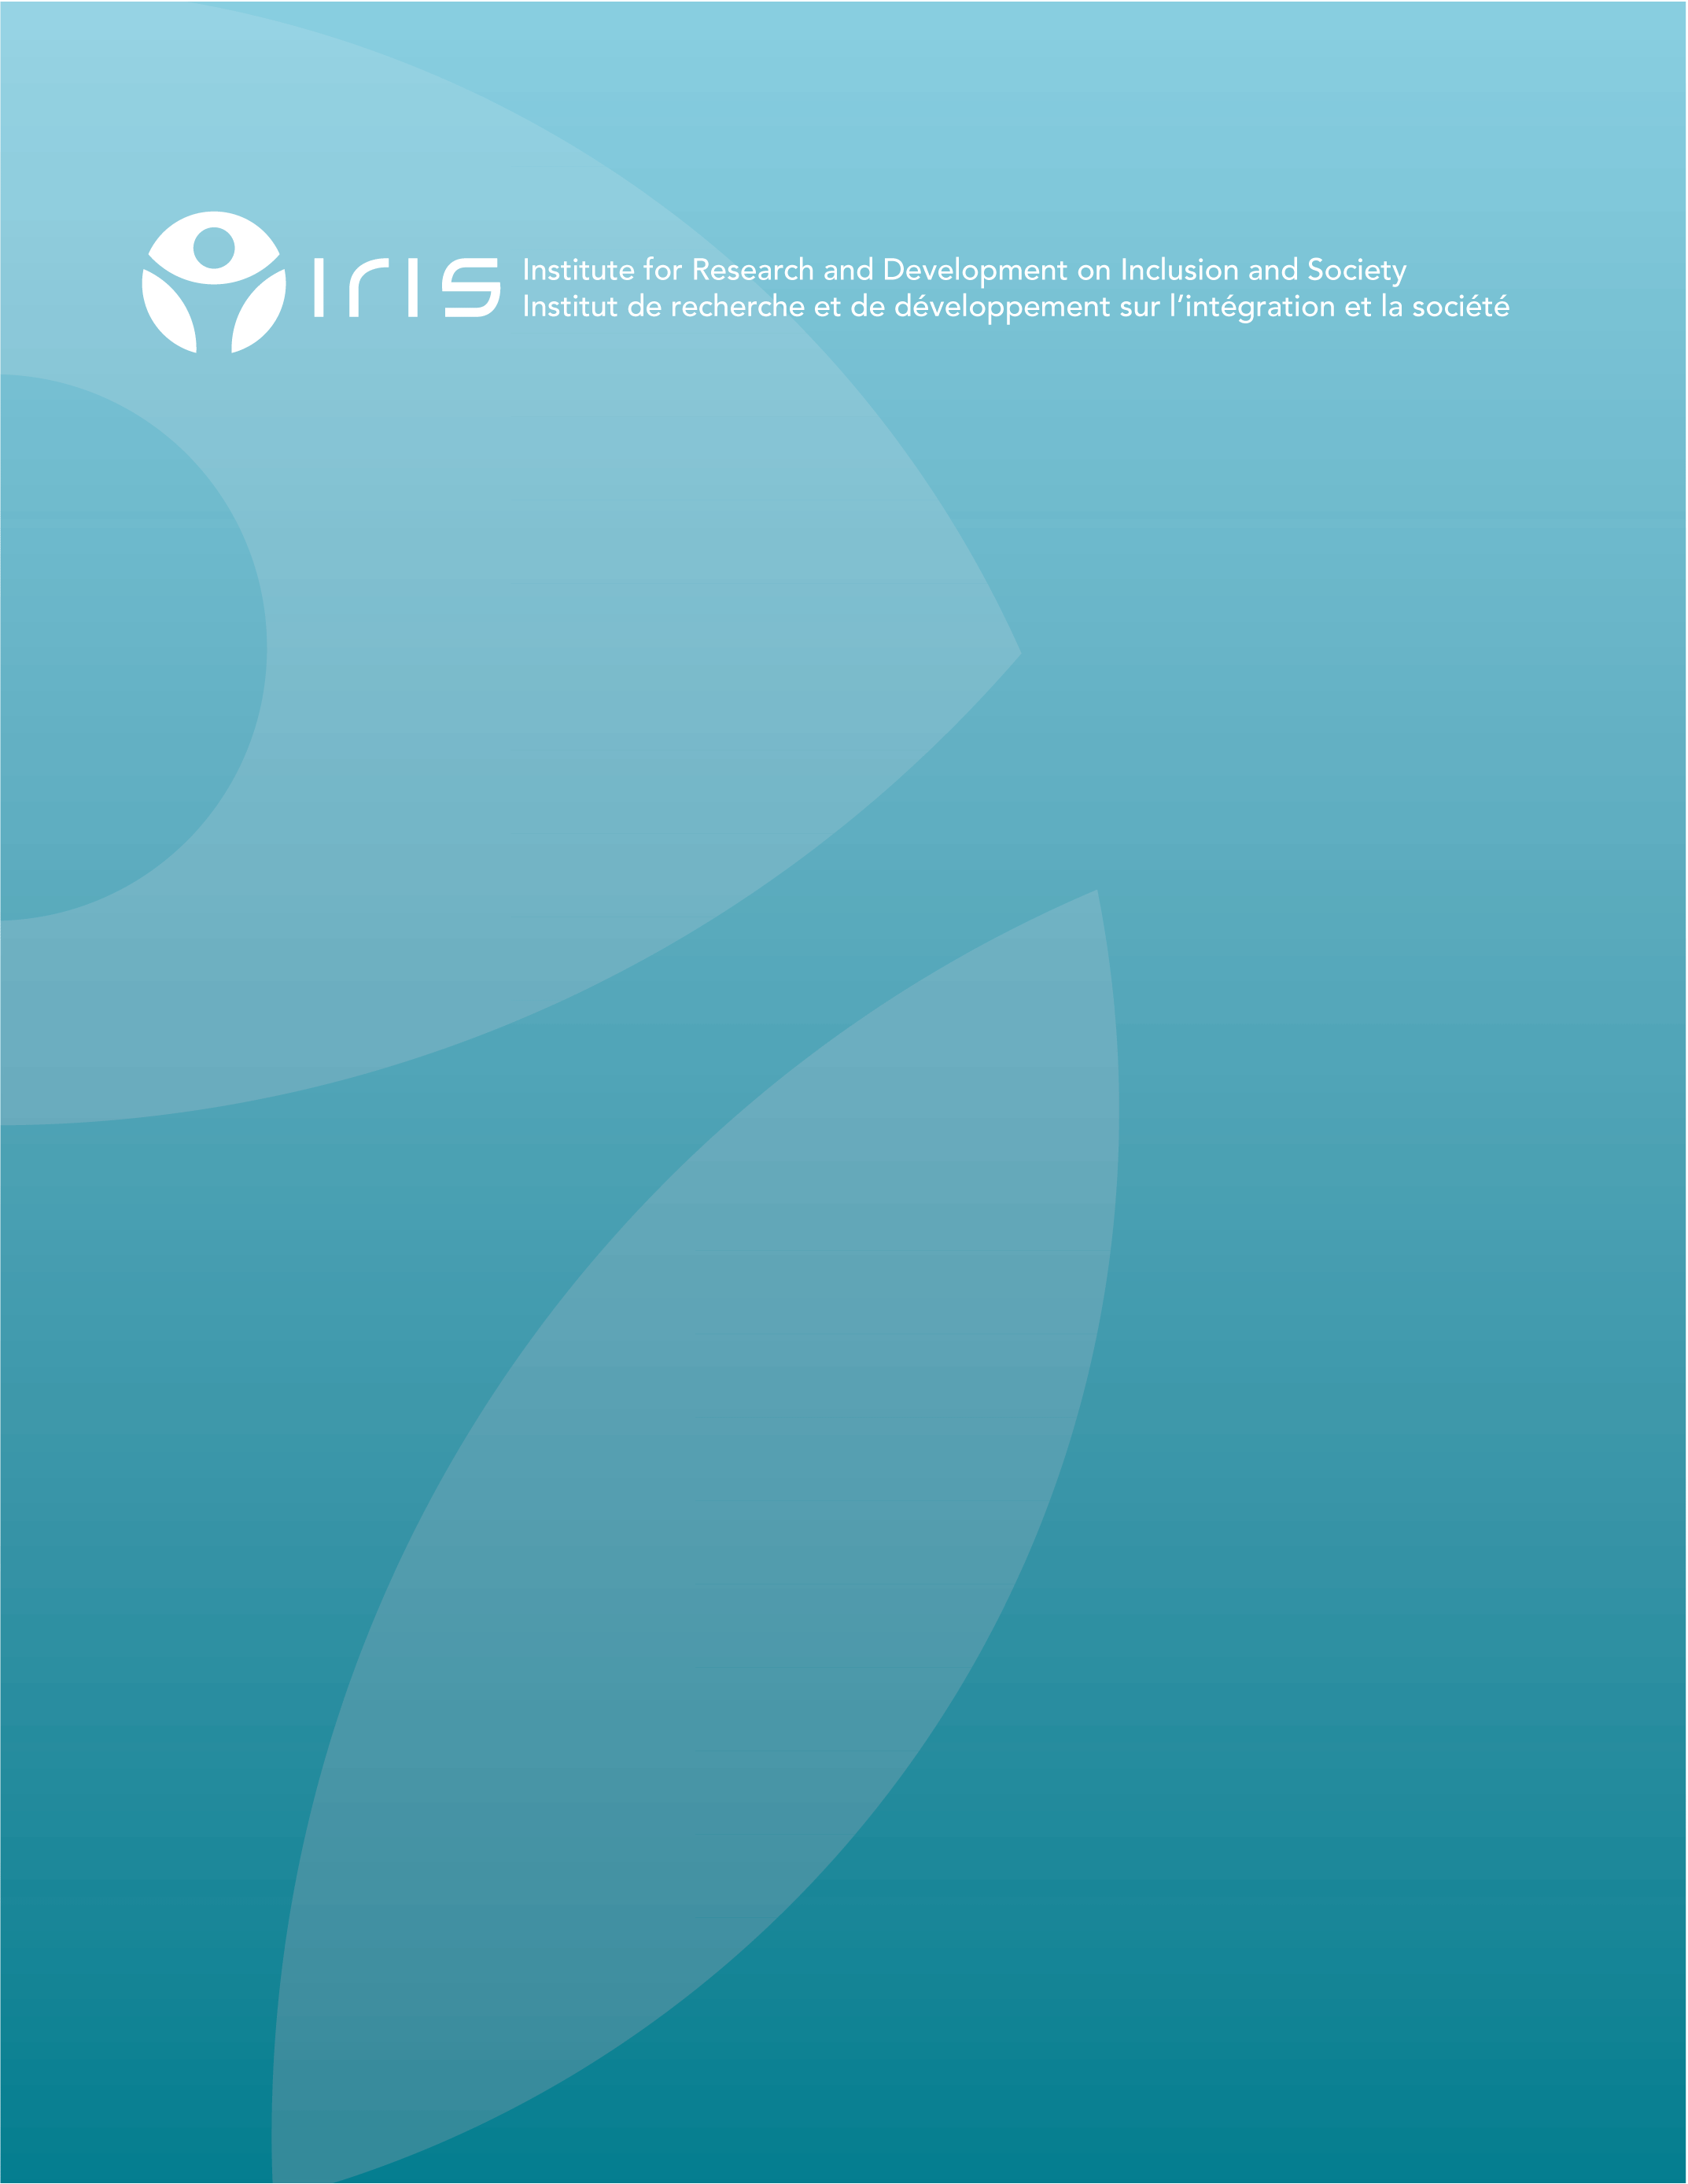 IRIS
Institute for Research and Development on Inclusion and Society
Institut de recherche et de développement sur l’intégration et la société